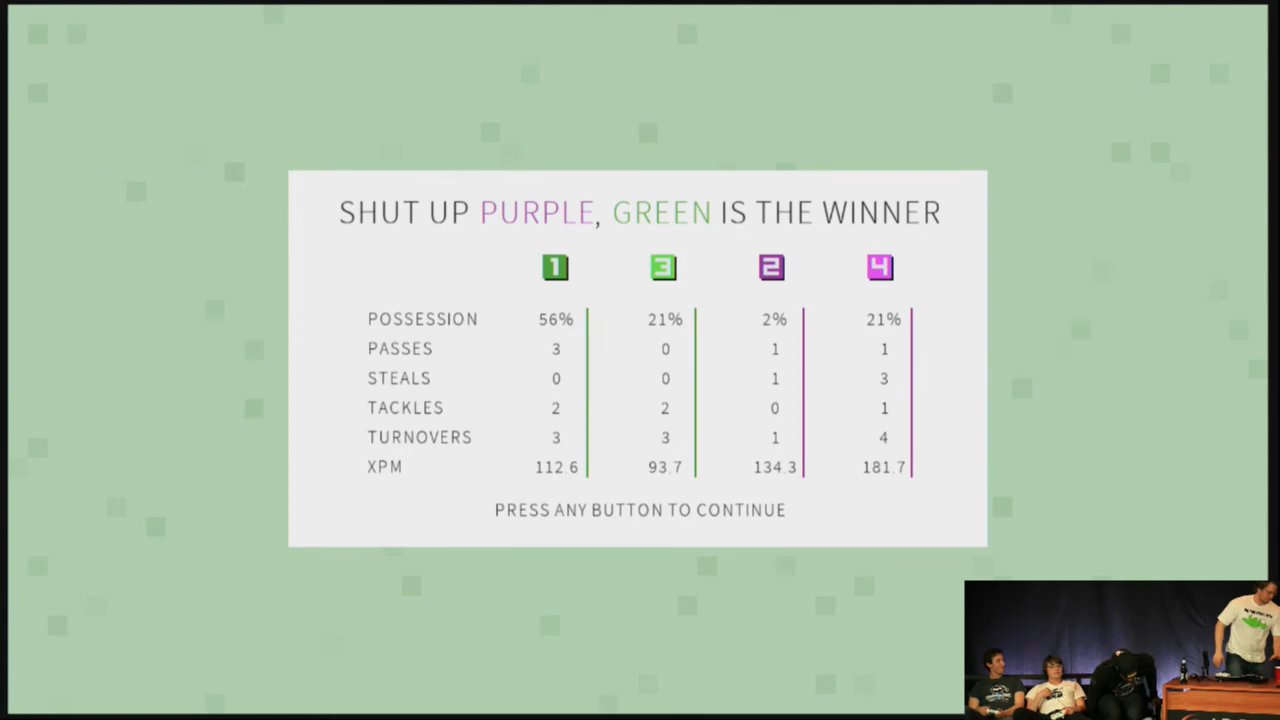 SHUT UP PURPLE, GREEN IS THE WINNER
1 3 2 4
POSSESSION 56% 21% 2% 21%
PASSES 3 0 1 1
STEALS 0 0 1 3
TACKLES 2 2 0 1
TURNOVERS 3 3 1 4
XPM 112.6 93.7 134.3 181.7
PRESS ANY BUTTON TO CONTINUE